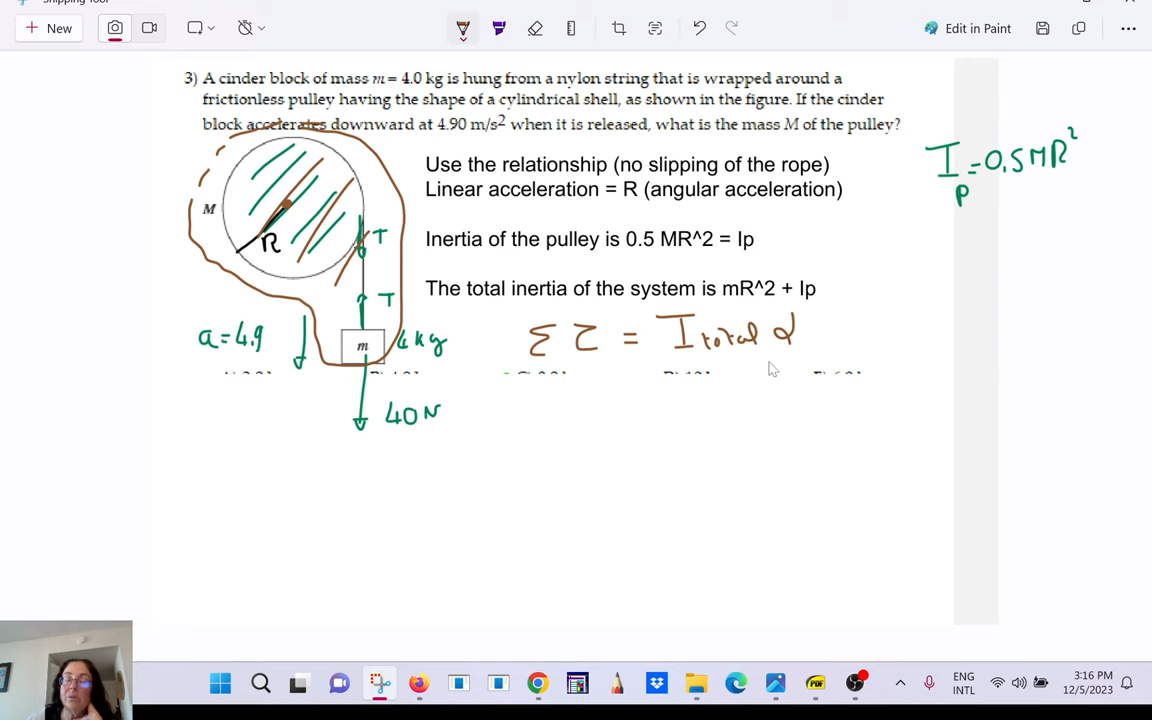 Snipping Tool
New
Edit in Paint
3) A cinder block of mass m = 4.0 kg is hung from a nylon string that is wrapped around a
frictionless pulley having the shape of a cylindrical shell, as shown in the figure. If the cinder
block accelerates downward at 4.90 m/s2 when it is released, what is the mass M of the pulley?
Use the relationship (no slipping of the rope)
Linear acceleration = R (angular acceleration)
I = 0.5 MR²
P
M
R
T
Inertia of the pulley is 0.5 MR^2 = Ip
The total inertia of the system is mR^2 + Ip
T
a = 4.9
m
4 kg
Σ τ = I total α
40 N
ENG
INTL
3:16 PM
12/5/2023